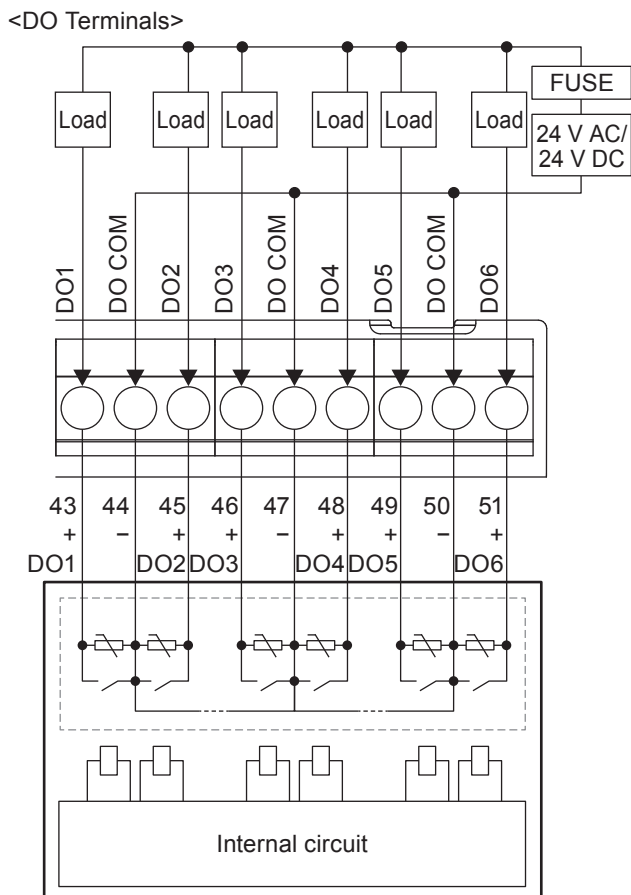 <DO Terminals>
FUSE
Load Load Load Load Load Load
24 V AC/
24 V DC
DO1 DO COM DO2 DO3 DO COM DO4 DO5 DO COM DO6
43 44 45 46 47 48 49 50 51
+ − + + − + + − +
DO1 DO2 DO3 DO4 DO5 DO6
Internal circuit